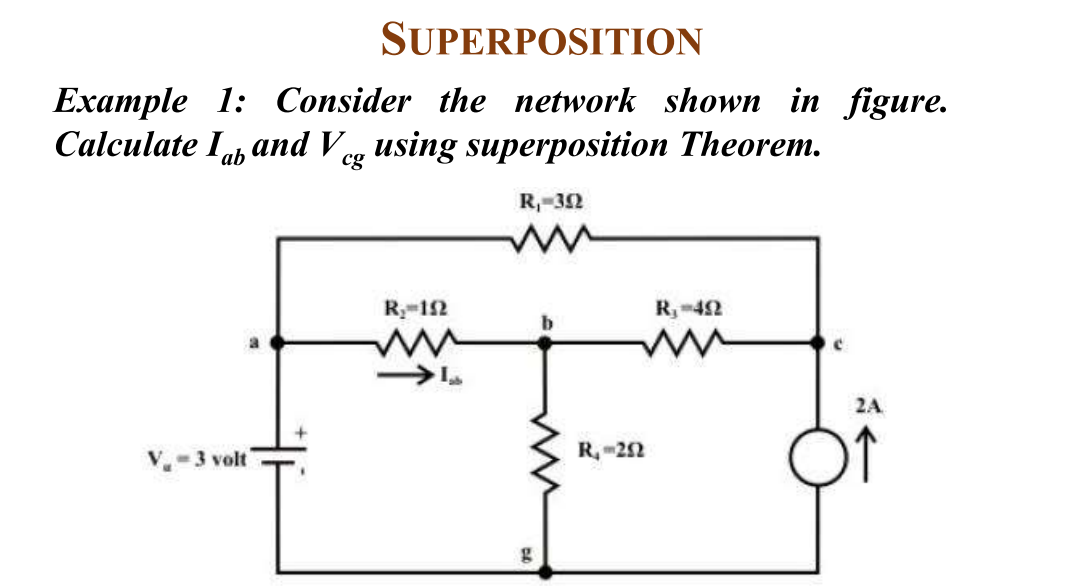 SUPERPOSITION
Example 1: Consider the network shown in figure.
Calculate Iab and Vcg using superposition Theorem.
R1=3Ω
R2=1Ω
b
R3=4Ω
a
c
Iab
2A
+
Va = 3 volt
-
R4=2Ω
g